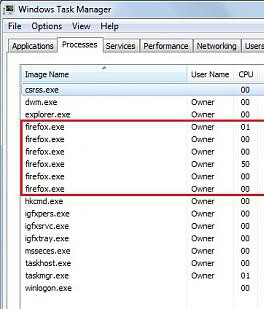 Windows Task Manager
File Options View Help
Applications Processes Services Performance Networking Users
Image Name User Name CPU
csrss.exe 00
dwm.exe Owner 00
explorer.exe Owner 00
firefox.exe Owner 01
firefox.exe Owner 00
firefox.exe Owner 00
firefox.exe Owner 50
firefox.exe Owner 00
firefox.exe Owner 00
hkcmd.exe Owner 00
igfxpers.exe Owner 00
igfxsrvc.exe Owner 00
igfxtray.exe Owner 00
msseces.exe Owner 00
taskhost.exe Owner 00
taskmgr.exe Owner 01
winlogon.exe 00